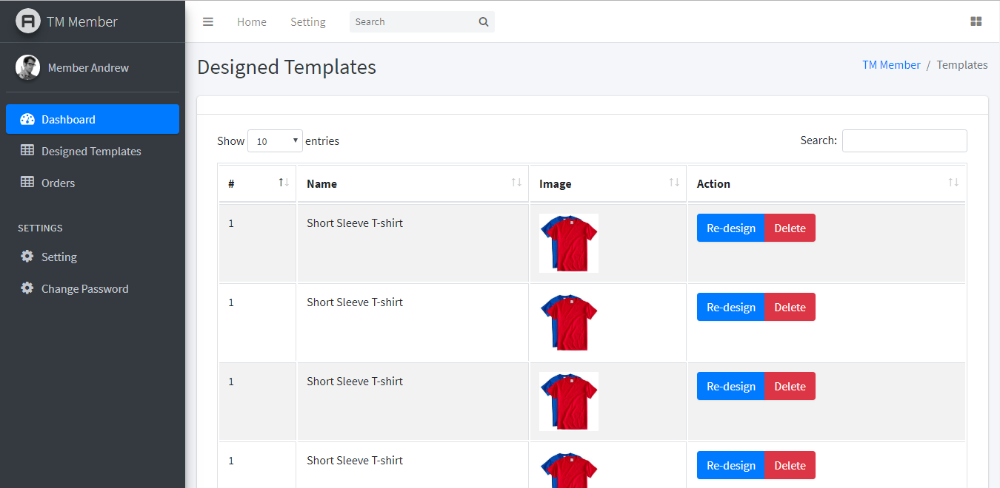 TM Member
Member Andrew
Dashboard
Designed Templates
Orders
SETTINGS
Setting
Change Password
Home Setting Search
Designed Templates
TM Member / Templates
Show 10 entries
Search:
# Name Image Action
1 Short Sleeve T-shirt Re-design Delete
1 Short Sleeve T-shirt Re-design Delete
1 Short Sleeve T-shirt Re-design Delete
1 Short Sleeve T-shirt Re-design Delete